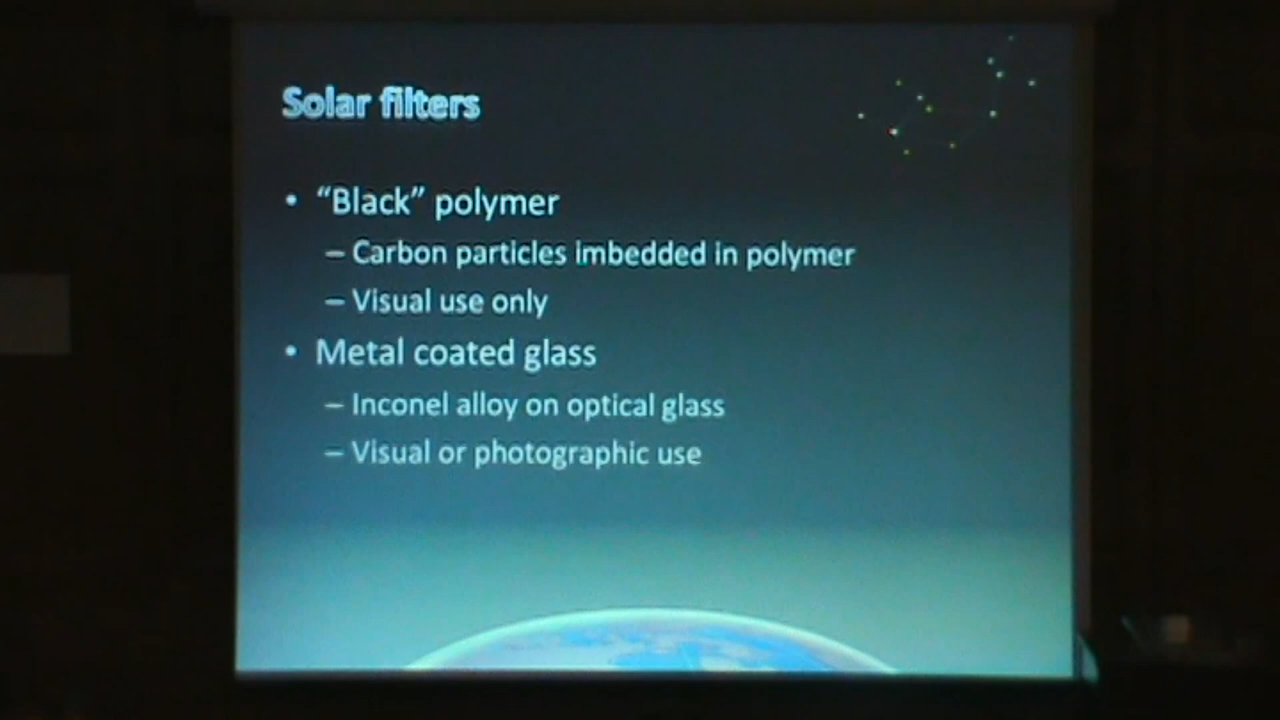 Solar filters
• “Black” polymer
– Carbon particles imbedded in polymer
– Visual use only
• Metal coated glass
– Inconel alloy on optical glass
– Visual or photographic use